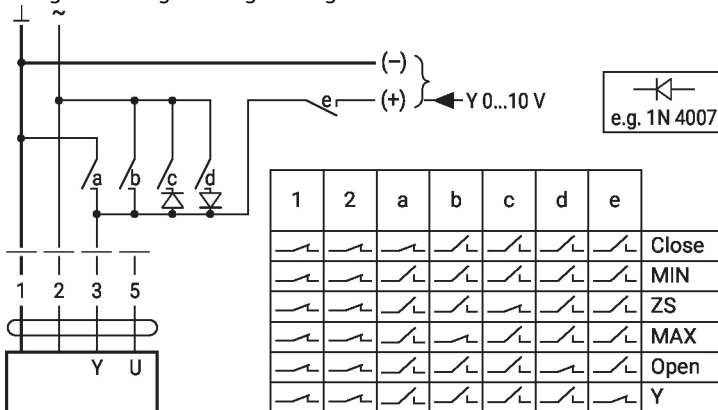 ⊥ ~
(–)
e (+) Y 0...10 V
e.g. 1N 4007
a b c d
1 2 a b c d e
Close
MIN
ZS
MAX
Open
Y
1 2 3 5
Y U